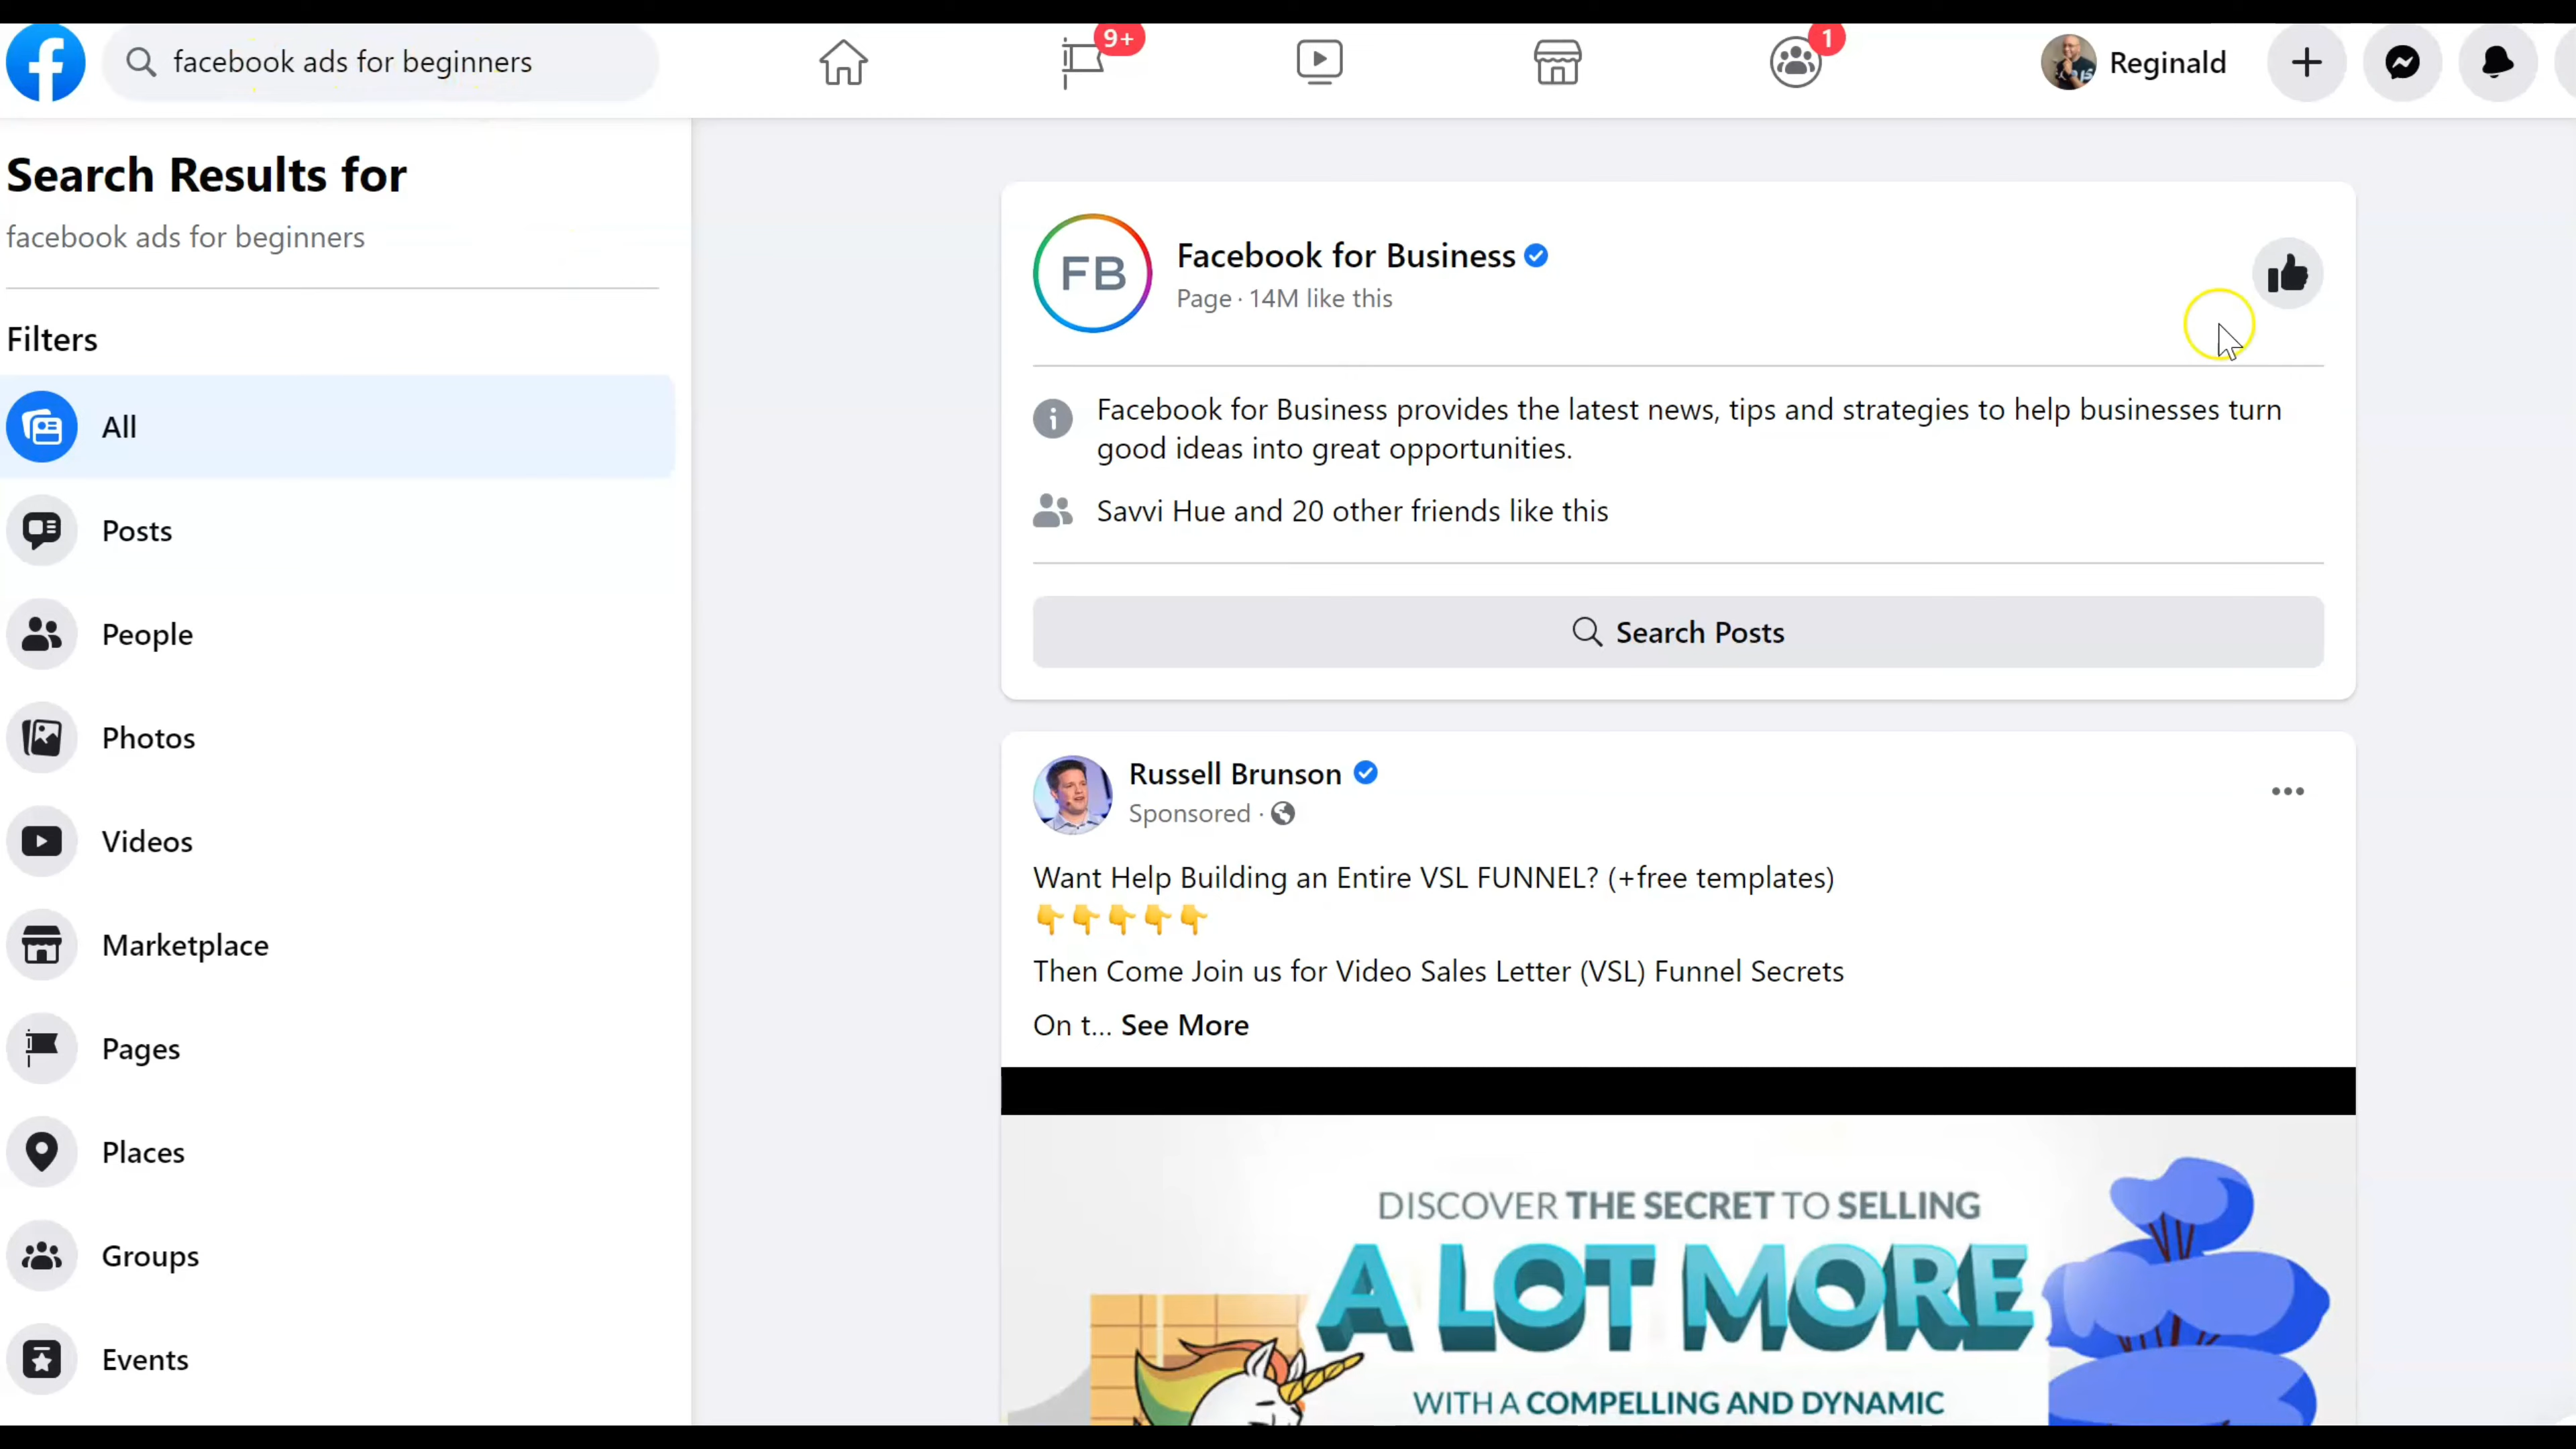 facebook ads for beginners
9+
1
Reginald
Search Results for
facebook ads for beginners
Filters
All
Posts
People
Photos
Videos
Marketplace
Pages
Places
Groups
Events
FB
Facebook for Business
Page · 14M like this
Facebook for Business provides the latest news, tips and strategies to help businesses turn
good ideas into great opportunities.
Savvi Hue and 20 other friends like this
Search Posts
Russell Brunson
Sponsored ·
Want Help Building an Entire VSL FUNNEL? (+free templates)
👇👇👇👇👇
Then Come Join us for Video Sales Letter (VSL) Funnel Secrets
On t... See More
DISCOVER THE SECRET TO SELLING
A LOT MORE
WITH A COMPELLING AND DYNAMIC